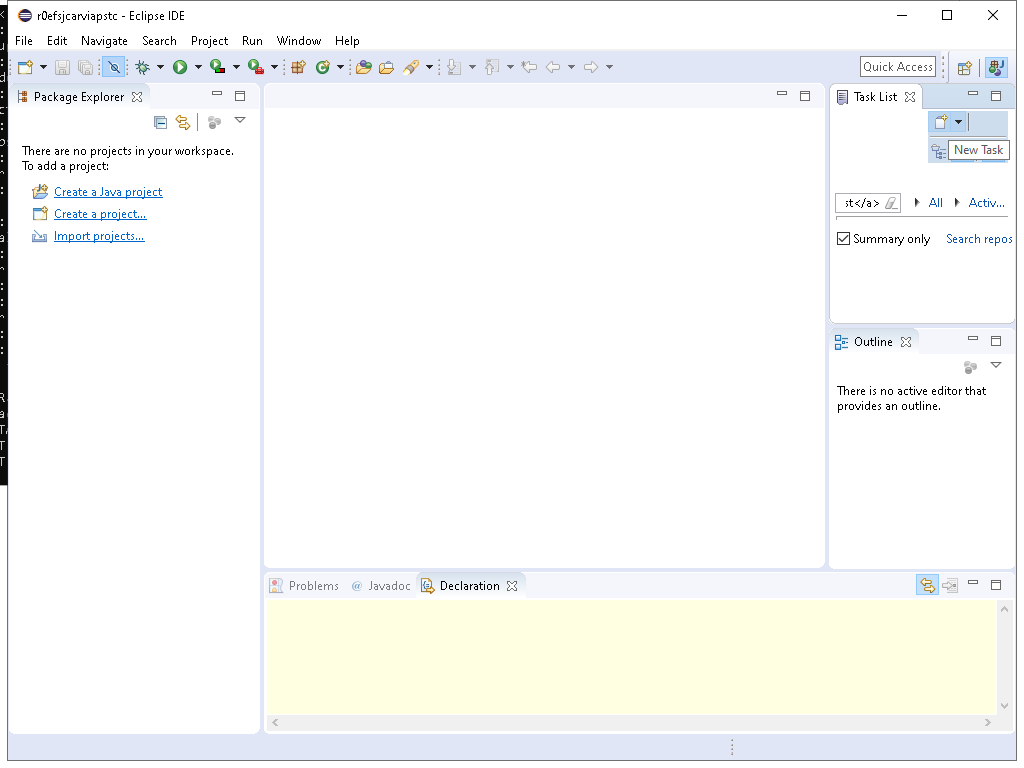 r0efsjcarviapstc - Eclipse IDE
File Edit Navigate Search Project Run Window Help
Quick Access
Package Explorer
Task List
New Task
There are no projects in your workspace.
To add a project:
Create a Java project
Create a project...
Import projects...
st</a> All Activ...
Summary only Search repos
Outline
There is no active editor that
provides an outline.
Problems @ Javadoc Declaration